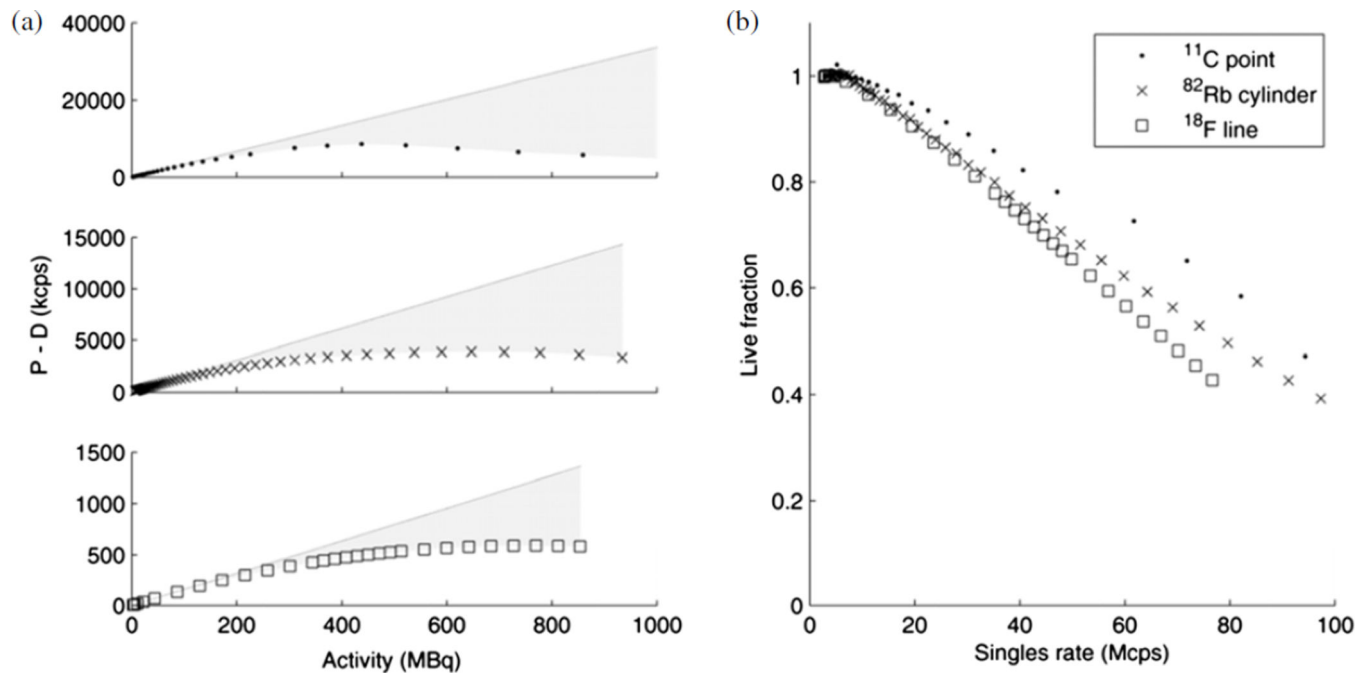 (a)
40000
20000
0
15000
10000
5000
0
1500
1000
500
0
0 200 400 600 800 1000
P - D (kcps)
Activity (MBq)
(b)
1
0.8
0.6
0.4
0.2
0
0 20 40 60 80 100
Live fraction
Singles rate (Mcps)
¹¹C point
⁸²Rb cylinder
¹⁸F line